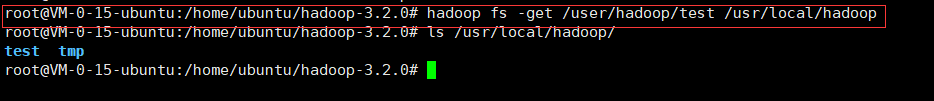 root@VM-0-15-ubuntu:/home/ubuntu/hadoop-3.2.0# hadoop fs -get /user/hadoop/test /usr/local/hadoop
root@VM-0-15-ubuntu:/home/ubuntu/hadoop-3.2.0# ls /usr/local/hadoop/
test  tmp
root@VM-0-15-ubuntu:/home/ubuntu/hadoop-3.2.0#